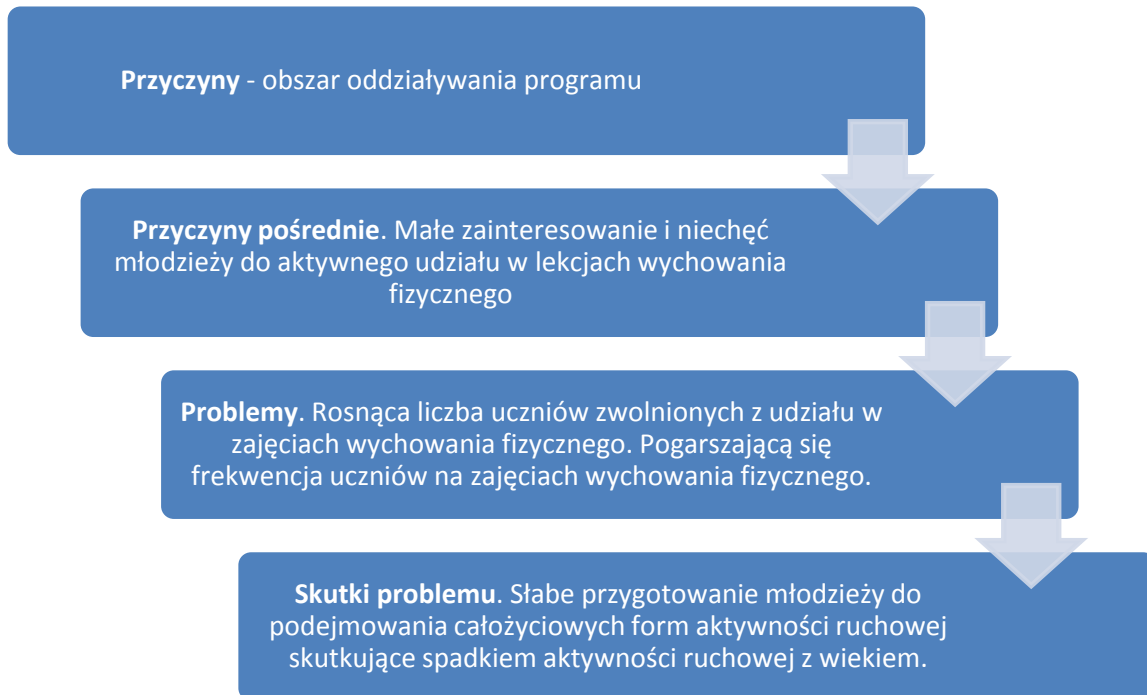 Przyczyny - obszar oddziaływania programu
Przyczyny pośrednie. Małe zainteresowanie i niechęć
młodzieży do aktywnego udziału w lekcjach wychowania
fizycznego
Problemy. Rosnąca liczba uczniów zwolnionych z udziału w
zajęciach wychowania fizycznego. Pogarszającą się
frekwencja uczniów na zajęciach wychowania fizycznego.
Skutki problemu. Słabe przygotowanie młodzieży do
podejmowania całożyciowych form aktywności ruchowej
skutkujące spadkiem aktywności ruchowej z wiekiem.